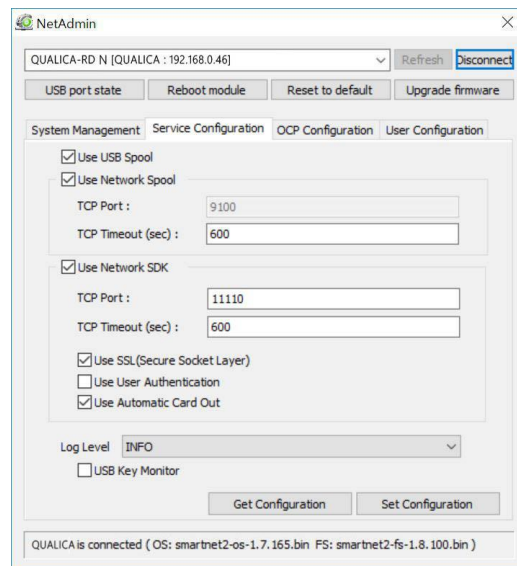 NetAdmin
QUALICA-RD N [QUALICA : 192.168.0.46] Refresh Disconnect
USB port state Reboot module Reset to default Upgrade firmware
System Management Service Configuration OCP Configuration User Configuration
Use USB Spool
Use Network Spool
TCP Port : 9100
TCP Timeout (sec) : 600
Use Network SDK
TCP Port : 11110
TCP Timeout (sec) : 600
Use SSL(Secure Socket Layer)
Use User Authentication
Use Automatic Card Out
Log Level INFO
USB Key Monitor
Get Configuration Set Configuration
QUALICA is connected ( OS: smartnet2-os-1.7.165.bin FS: smartnet2-fs-1.8.100.bin )